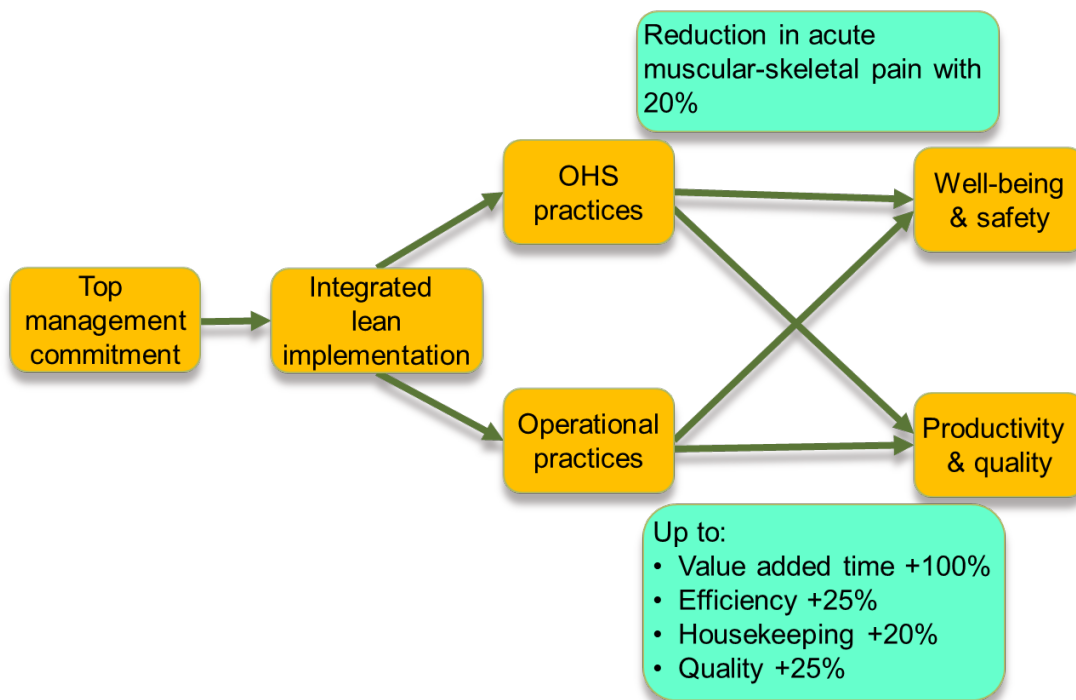 Reduction in acute
muscular-skeletal pain with
20%
OHS
practices
Well-being
& safety
Top
management
commitment
Integrated
lean
implementation
Operational
practices
Productivity
& quality
Up to:
• Value added time +100%
• Efficiency +25%
• Housekeeping +20%
• Quality +25%